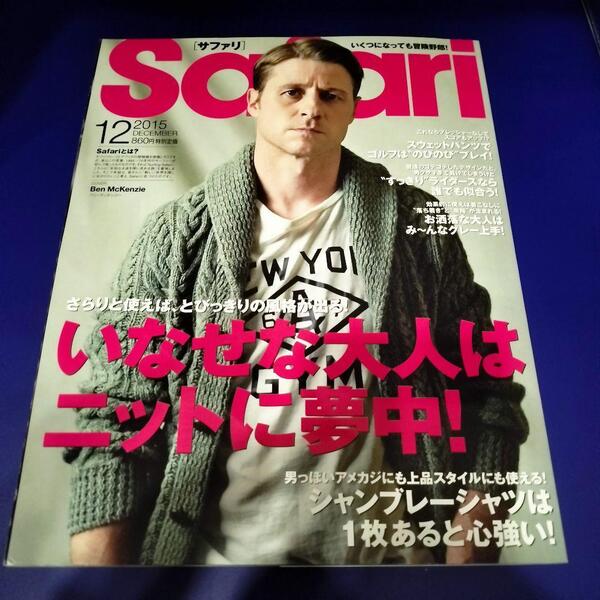 [サファリ]
いくつになっても冒険野郎!
Safari
12
2015
DECEMBER
860円 特別定価
Safariとは?
Ben McKenzie
スウェットパンツで
ゴルフは"のびのび"プレイ!
"すっきり"ライダースなら
誰でも似合う!
お洒落な大人は
み〜んなグレー上手!
EW YO
GYM
さらりと使えば、とびっきりの風格が出る!
いなせな大人は
ニットに夢中!
男っぽいアメカジにも上品スタイルにも使える!
シャンブレーシャツは
1枚あると心強い!